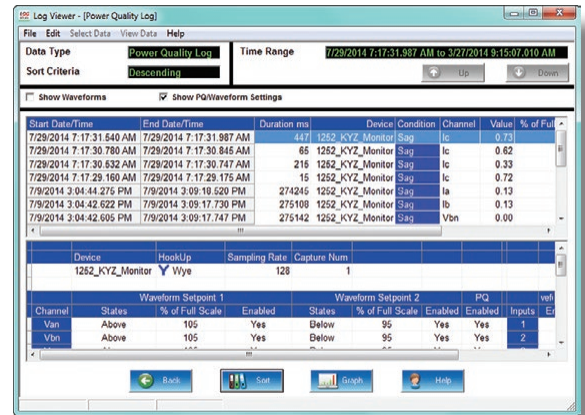 Log Viewer - [Power Quality Log]
File Edit Select Data View Data Help
Data Type Power Quality Log Time Range 7/29/2014 7:17:31.987 AM to 3/27/2014 9:15:07.010 AM
Sort Criteria Descending Up Down
Show Waveforms Show PQ/Waveform Settings
Start Date/Time End Date/Time Duration ms Device Condition Channel Value % of Full
7/29/2014 7:17:31.540 AM 7/29/2014 7:17:31.987 AM 447 1252_KYZ_Monitor Sag Ic 0.73
7/29/2014 7:17:30.780 AM 7/29/2014 7:17:30.845 AM 65 1252_KYZ_Monitor Sag Ic 0.62
7/29/2014 7:17:30.532 AM 7/29/2014 7:17:30.747 AM 215 1252_KYZ_Monitor Sag Ic 0.33
7/29/2014 7:17:29.160 AM 7/29/2014 7:17:29.175 AM 15 1252_KYZ_Monitor Sag Ic 0.72
7/9/2014 3:04:44.275 PM 7/9/2014 3:09:18.520 PM 274245 1252_KYZ_Monitor Sag Ia 0.13
7/9/2014 3:04:42.622 PM 7/9/2014 3:09:17.730 PM 275108 1252_KYZ_Monitor Sag Ib 0.13
7/9/2014 3:04:42.605 PM 7/9/2014 3:09:17.747 PM 275142 1252_KYZ_Monitor Sag Vbn 0.00
Device HookUp Sampling Rate Capture Num
1252_KYZ_Monitor Wye 128 1
Waveform Setpoint 1 Waveform Setpoint 2 PQ
Channel States % of Full Scale Enabled States % of Full Scale Enabled Enabled Inputs
Van Above 105 Yes Below 95 Yes Yes 1
Vbn Above 105 Yes Below 95 Yes Yes 2
Back Sort Graph Help